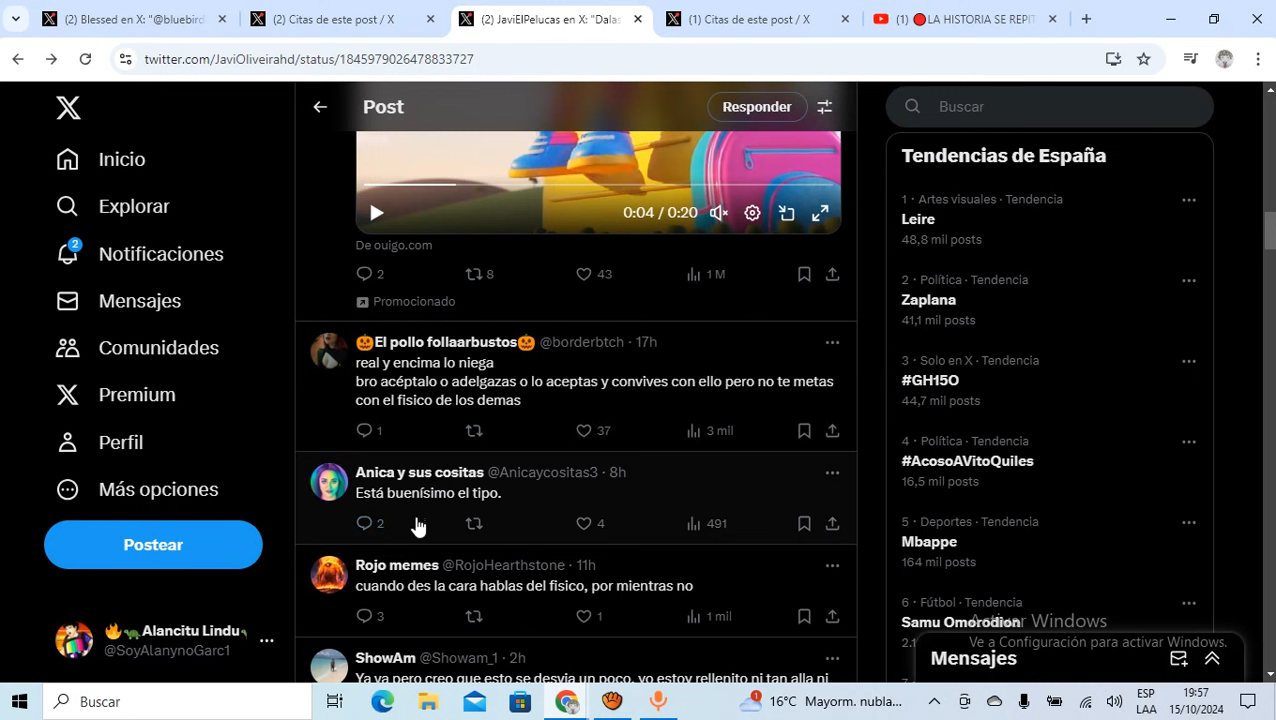 (2) Blessed en X: "@bluebird
(2) Citas de este post / X
(2) JaviElPelucas en X: "Dalas
(1) Citas de este post / X
(1) 🔴LA HISTORIA SE REPIT
twitter.com/JaviOliveirahd/status/1845979026478833727
Inicio
Explorar
2
Notificaciones
Mensajes
Comunidades
Premium
Perfil
Más opciones
Postear
🔥🦖Alancitu Lindu
@SoyAlanynoGarc1
Post
Responder
0:04 / 0:20
De ouigo.com
2 8 43 1 M
Promocionado
🎃El pollo follaarbustos🎃 @borderbtch · 17h
real y encima lo niega
bro acéptalo o adelgazas o lo aceptas y convives con ello pero no te metas
con el fisico de los demas
1 37 3 mil
Anica y sus cositas @Anicaycositas3 · 8h
Está buenísimo el tipo.
2 4 491
Rojo memes @RojoHearthstone · 11h
cuando des la cara hablas del fisico, por mientras no
3 1 1 mil
ShowAm @Showam_1 · 2h
Ya ya pero creo que esto se desvia un poco, yo estoy rellenito ni tan alla ni
Buscar
Tendencias de España
1 · Artes visuales · Tendencia
Leire
48,8 mil posts
2 · Política · Tendencia
Zaplana
41,1 mil posts
3 · Solo en X · Tendencia
#GH15O
44,7 mil posts
4 · Política · Tendencia
#AcosoAVitoQuiles
16,5 mil posts
5 · Deportes · Tendencia
Mbappe
164 mil posts
6 · Fútbol · Tendencia
Samu Omorodion
Activar Windows
Ve a Configuración para activar Windows.
Mensajes
Buscar
1
16°C Mayorm. nubla...
ESP
LAA
19:57
15/10/2024